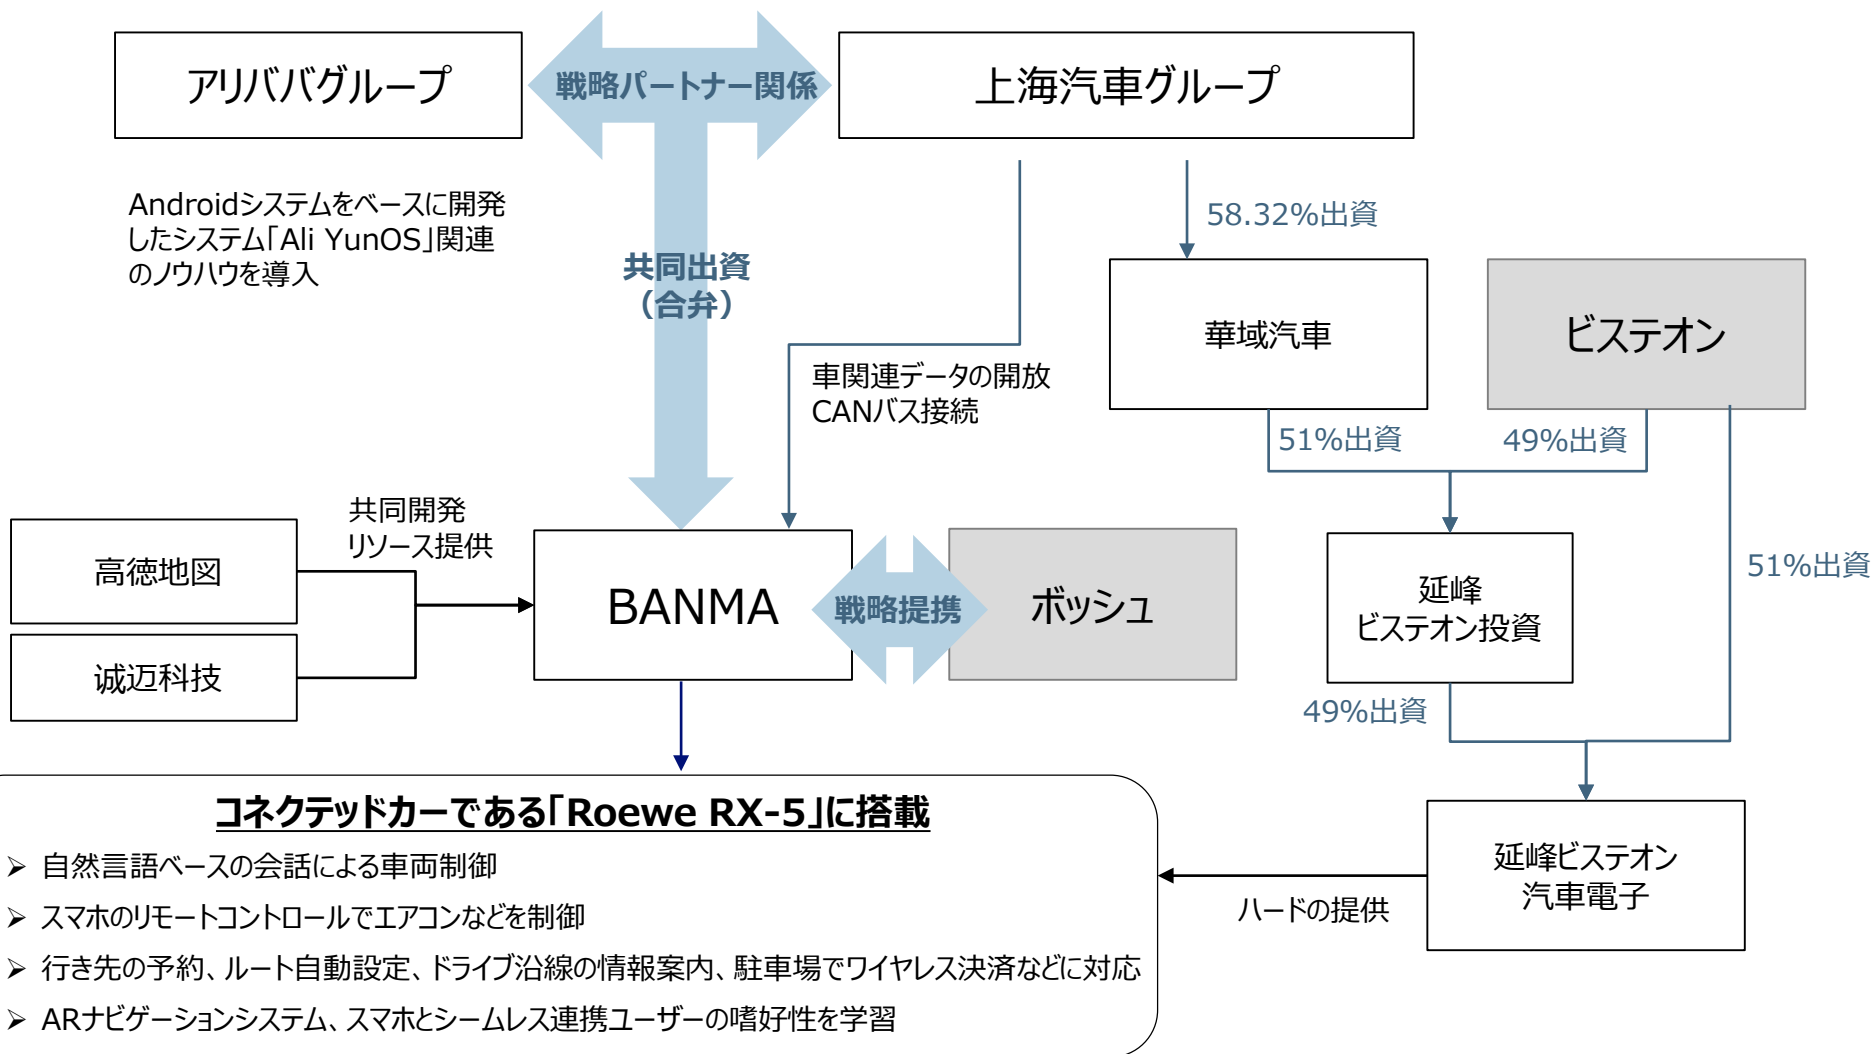 アリババグループ
戦略パートナー関係
上海汽車グループ
Androidシステムをベースに開発
したシステム「Ali YunOS」関連
のノウハウを導入
共同出資
（合弁）
58.32%出資
華域汽車
ビステオン
車関連データの開放
CANバス接続
51%出資
49%出資
共同開発
リソース提供
高徳地図
诚迈科技
BANMA
戦略提携
ボッシュ
延峰
ビステオン投資
51%出資
49%出資
コネクテッドカーである「Roewe RX-5」に搭載
➢ 自然言語ベースの会話による車両制御
➢ スマホのリモートコントロールでエアコンなどを制御
➢ 行き先の予約、ルート自動設定、ドライブ沿線の情報案内、駐車場でワイヤレス決済などに対応
➢ ARナビゲーションシステム、スマホとシームレス連携ユーザーの嗜好性を学習
ハードの提供
延峰ビステオン
汽車電子